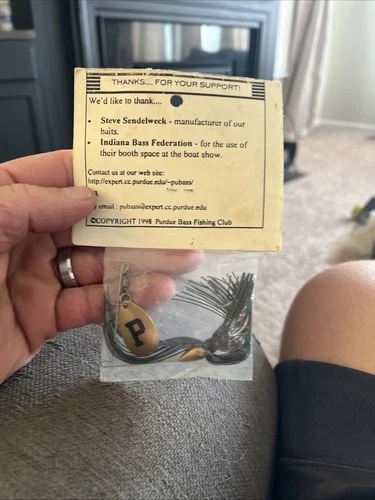 THANKS.... FOR YOUR SUPPORT!
We'd like to thank....
• Steve Sendelweck - manufacturer of our
baits.
• Indiana Bass Federation - for the use of
their booth space at the boat show.
Contact us at our web site:
http://expert.cc.purdue.edu/~pubass/
email : pubass@expert.cc.purdue.edu
©COPYRIGHT 1998 Purdue Bass Fishing Club
P